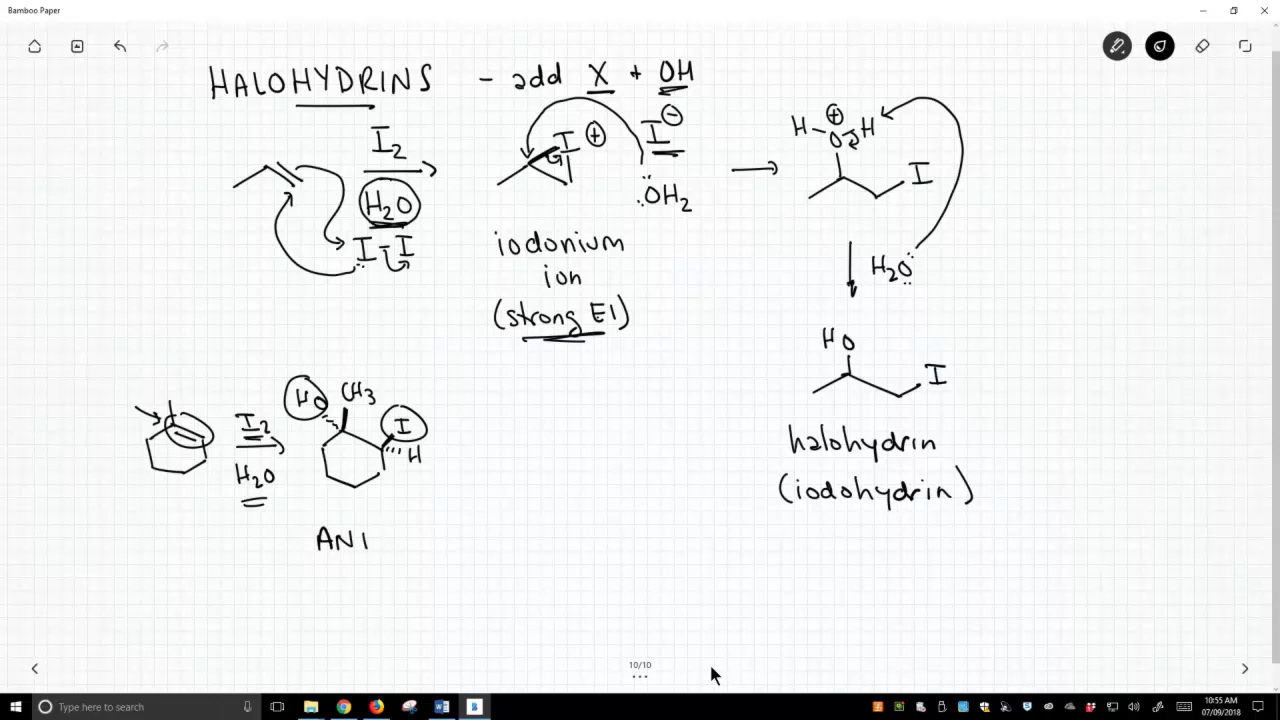 Bamboo Paper
HALOHYDRINS - add X + OH
I2
H2O
I-I
I ⊕
I ⊖
:ÖH2
iodonium
ion
(strong El)
⊕
H-O-H
I
H2O
HO
I
halohydrin
(iodohydrin)
I2
H2O
HO CH3
I
H
ANI
10/10
Type here to search
10:55 AM
07/09/2018